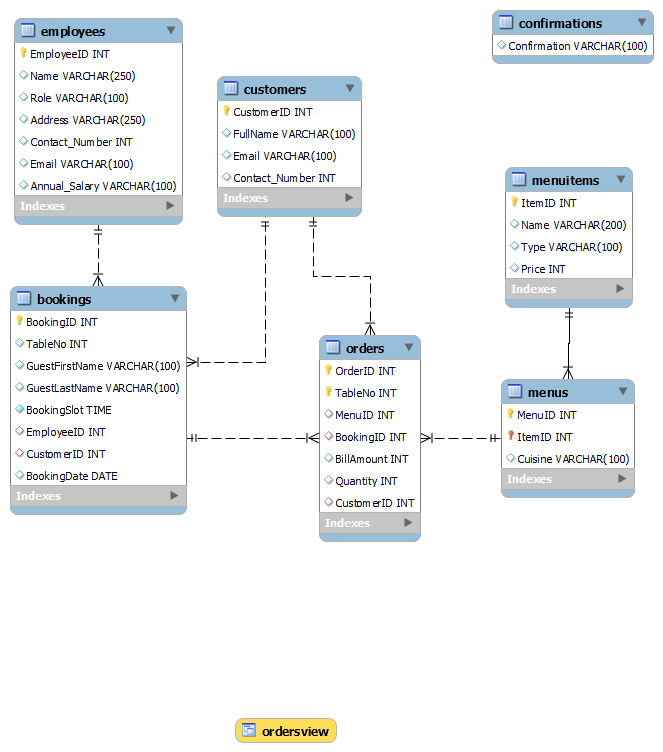 employees
EmployeeID INT
Name VARCHAR(250)
Role VARCHAR(100)
Address VARCHAR(250)
Contact_Number INT
Email VARCHAR(100)
Annual_Salary VARCHAR(100)
Indexes
customers
CustomerID INT
FullName VARCHAR(100)
Email VARCHAR(100)
Contact_Number INT
Indexes
confirmations
Confirmation VARCHAR(100)
menuitems
ItemID INT
Name VARCHAR(200)
Type VARCHAR(100)
Price INT
Indexes
bookings
BookingID INT
TableNo INT
GuestFirstName VARCHAR(100)
GuestLastName VARCHAR(100)
BookingSlot TIME
EmployeeID INT
CustomerID INT
BookingDate DATE
Indexes
orders
OrderID INT
TableNo INT
MenuID INT
BookingID INT
BillAmount INT
Quantity INT
CustomerID INT
Indexes
menus
MenuID INT
ItemID INT
Cuisine VARCHAR(100)
Indexes
ordersview